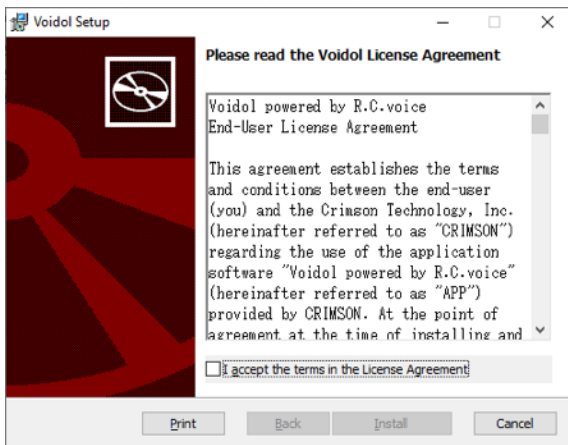 Voidol Setup
Please read the Voidol License Agreement
Voidol powered by R.C.voice
End-User License Agreement
This agreement establishes the terms
and conditions between the end-user
(you) and the Crimson Technology, Inc.
(hereinafter referred to as "CRIMSON")
regarding the use of the application
software "Voidol powered by R.C.voice"
(hereinafter referred to as "APP")
provided by CRIMSON. At the point of
agreement at the time of installing and
I accept the terms in the License Agreement
Print Back Install Cancel